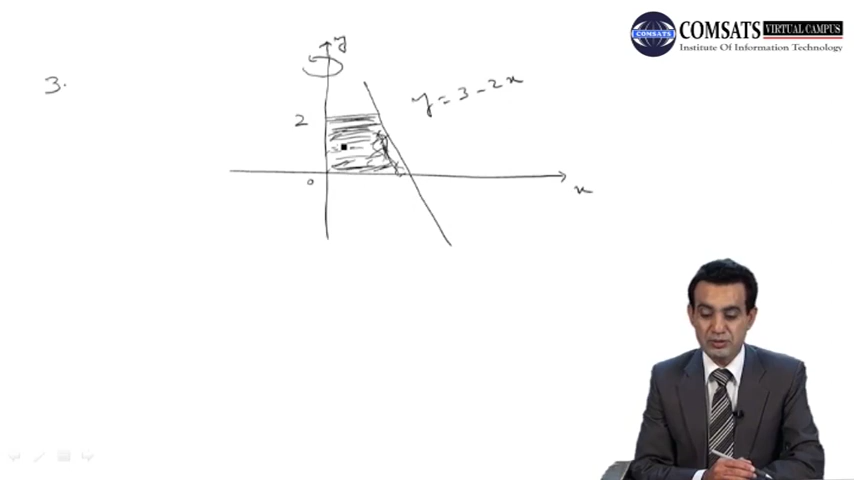 COMSATS
COMSATS VIRTUAL CAMPUS
Institute Of Information Technology
3.
y
y = 3 - 2x
2
0
x